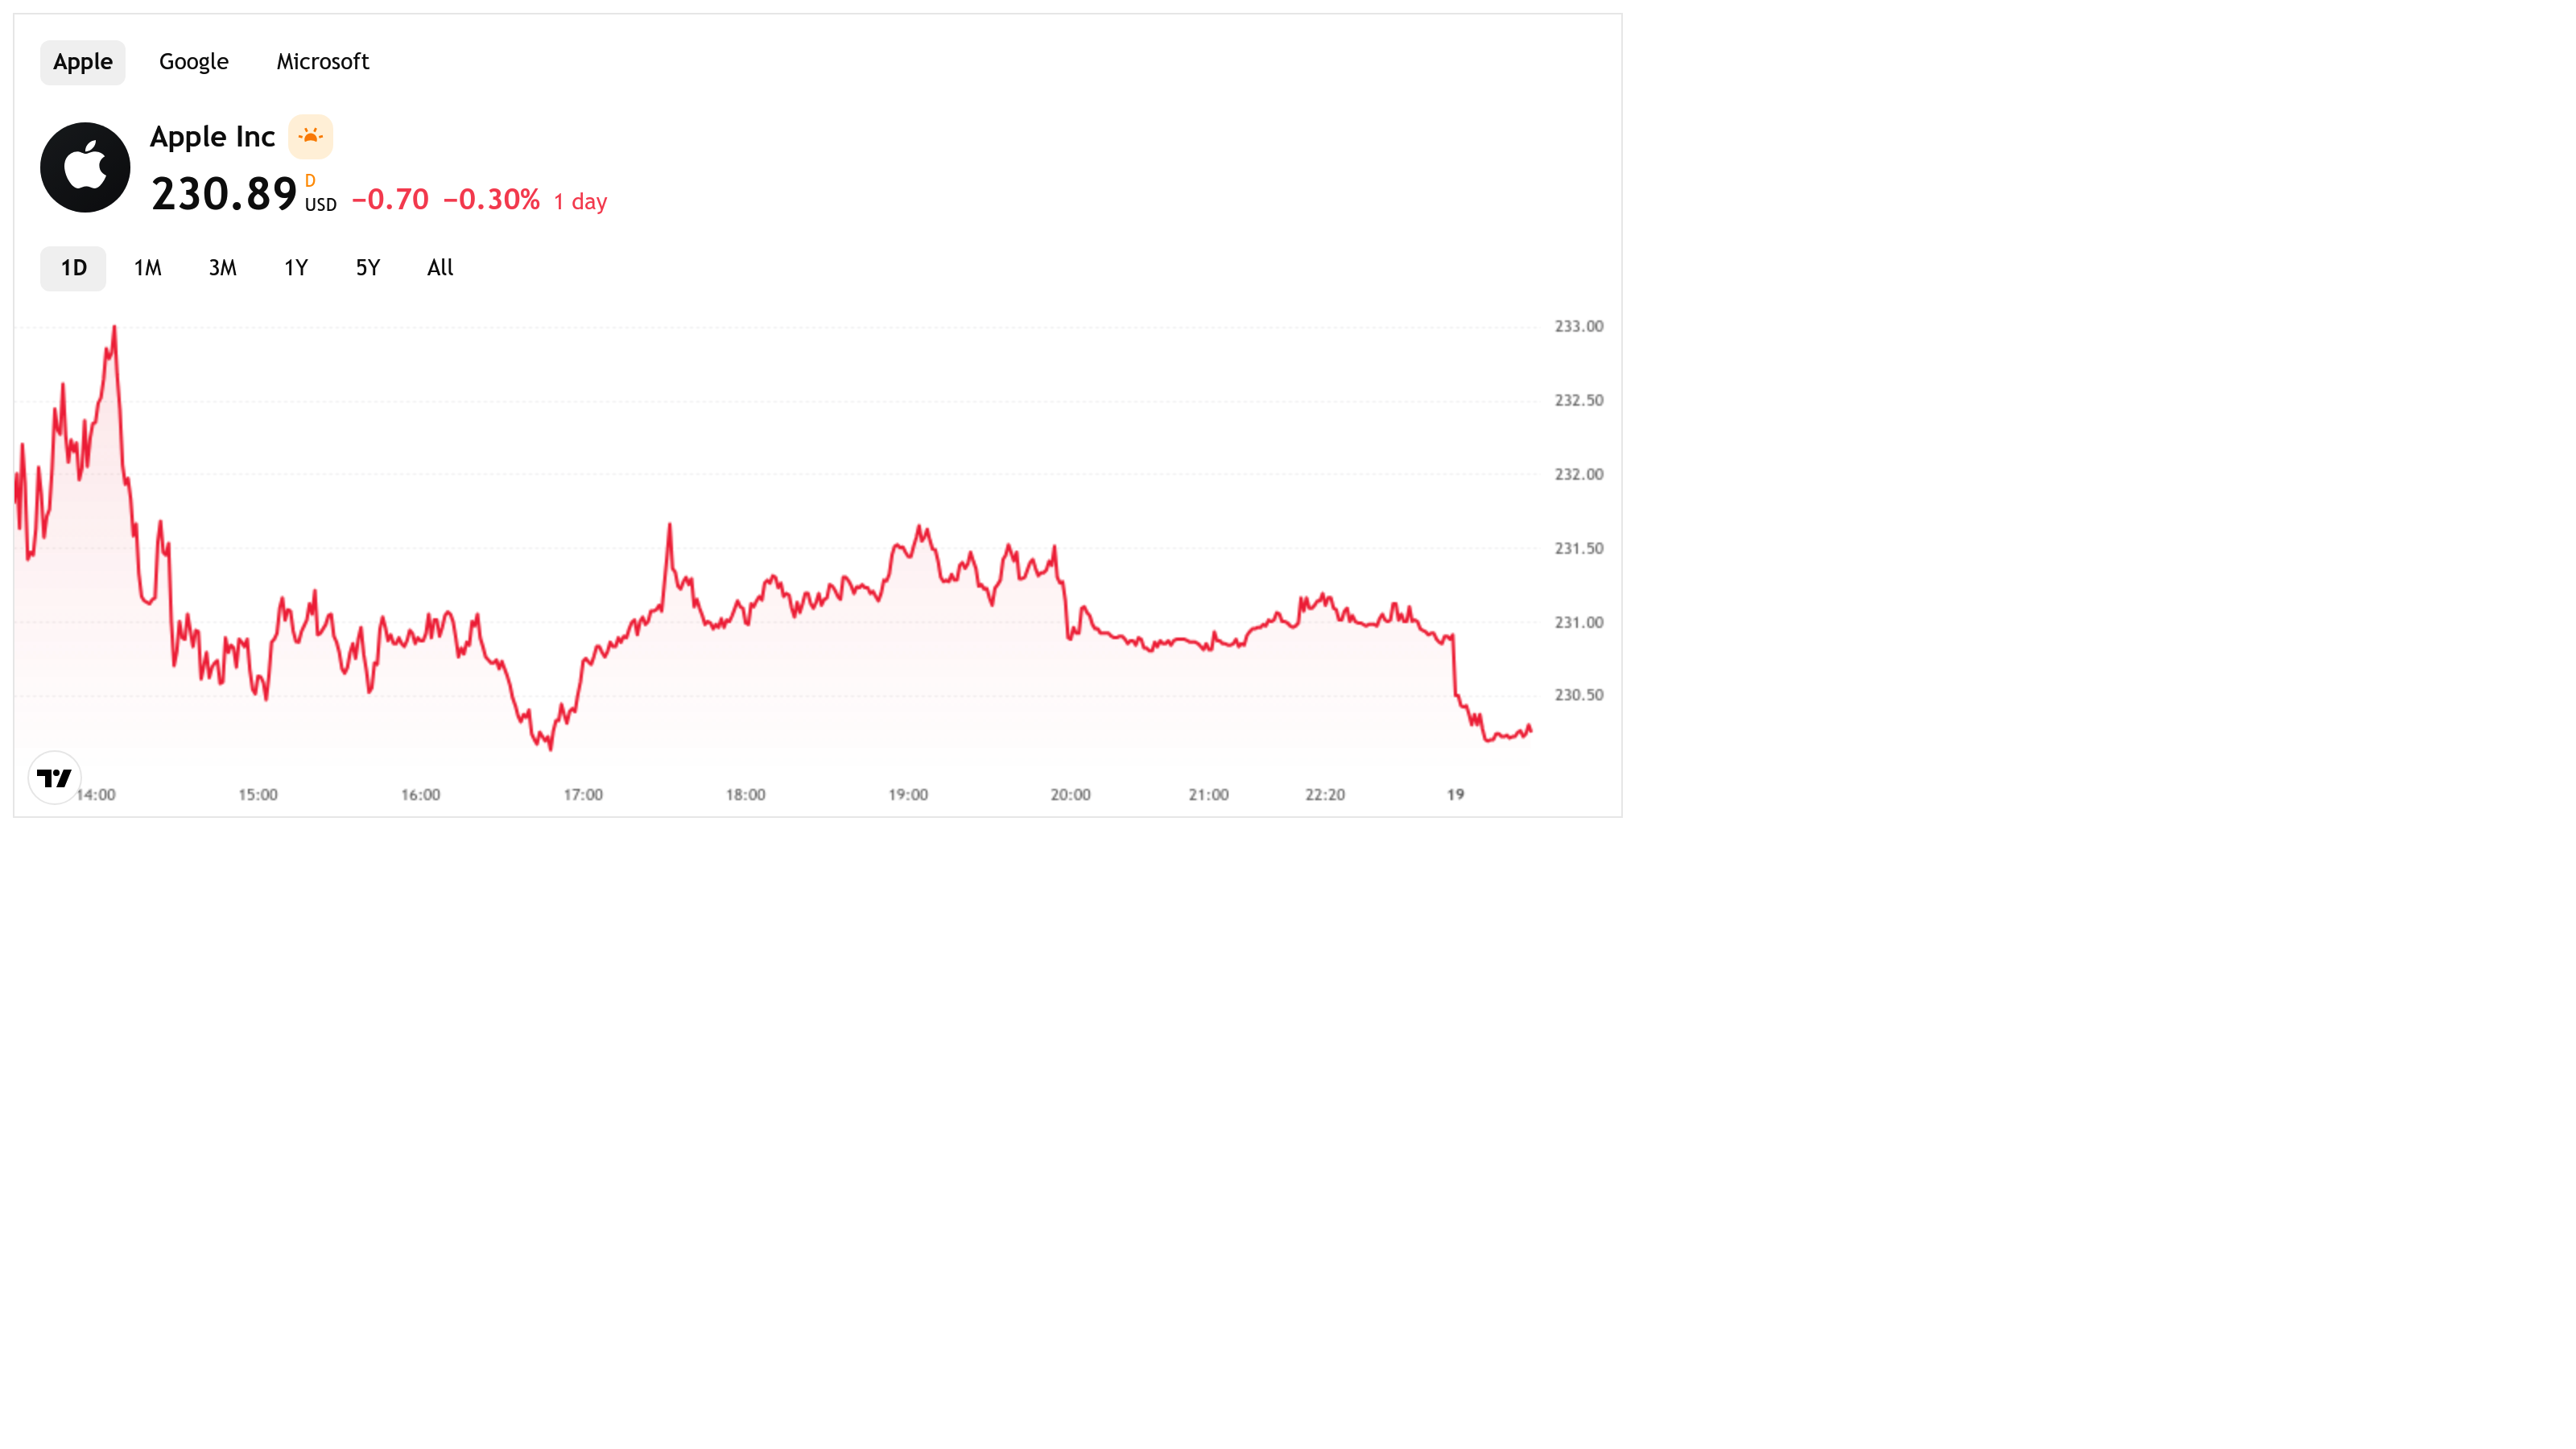 Apple Google Microsoft
Apple Inc
230.89 D USD −0.70 −0.30% 1 day
1D 1M 3M 1Y 5Y All
233.00
232.50
232.00
231.50
231.00
230.50
14:00 15:00 16:00 17:00 18:00 19:00 20:00 21:00 22:20 19